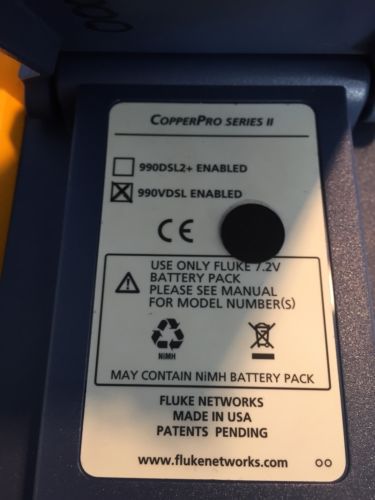 COPPERPRO SERIES II
990DSL2+ ENABLED
990VDSL ENABLED
CE
USE ONLY FLUKE 7.2V
BATTERY PACK
PLEASE SEE MANUAL
FOR MODEL NUMBER(S)
NiMH
MAY CONTAIN NiMH BATTERY PACK
FLUKE NETWORKS
MADE IN USA
PATENTS PENDING
www.flukenetworks.com